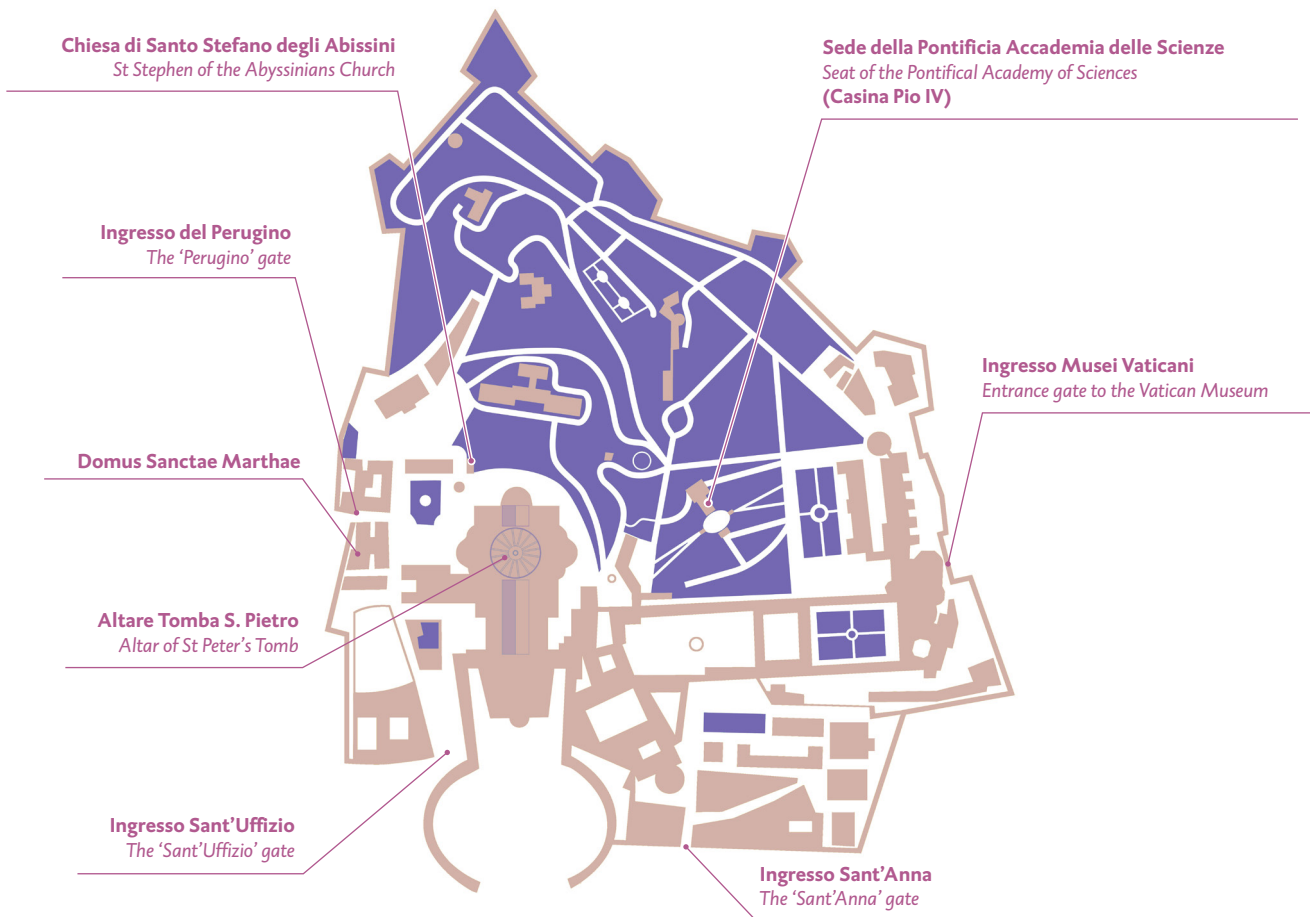 Chiesa di Santo Stefano degli Abissini
St Stephen of the Abyssinians Church
Sede della Pontificia Accademia delle Scienze
Seat of the Pontifical Academy of Sciences
(Casina Pio IV)
Ingresso del Perugino
The ‘Perugino’ gate
Ingresso Musei Vaticani
Entrance gate to the Vatican Museum
Domus Sanctae Marthae
Altare Tomba S. Pietro
Altar of St Peter’s Tomb
Ingresso Sant’Uffizio
The ‘Sant’Uffizio’ gate
Ingresso Sant’Anna
The ‘Sant’Anna’ gate